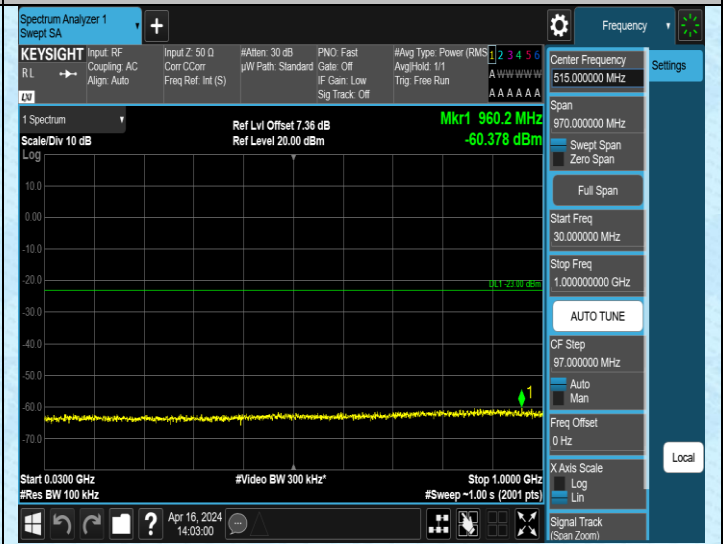 Spectrum Analyzer 1
Swept SA
+
Frequency
KEYSIGHT
RL
LXI
Input: RF
Coupling: AC
Align: Auto
Input Z: 50 Ω
Corr CCorr
Freq Ref: Int (S)
#Atten: 30 dB
µW Path: Standard
PNO: Fast
Gate: Off
IF Gain: Low
Sig Track: Off
#Avg Type: Power (RMS
Avg|Hold: 1/1
Trig: Free Run
1 2 3 4 5 6
A W W W W W
A A A A A A
1 Spectrum
Scale/Div 10 dB
Log
Ref Lvl Offset 7.36 dB
Ref Level 20.00 dBm
Mkr1 960.2 MHz
-60.378 dBm
10.0
0.00
-10.0
-20.0
-30.0
-40.0
-50.0
-60.0
-70.0
DL1 -23.00 dBm
1
Start 0.0300 GHz
#Res BW 100 kHz
#Video BW 300 kHz*
Stop 1.0000 GHz
#Sweep ~1.00 s (2001 pts)
Center Frequency
515.000000 MHz
Span
970.000000 MHz
Swept Span
Zero Span
Full Span
Start Freq
30.000000 MHz
Stop Freq
1.000000000 GHz
AUTO TUNE
CF Step
97.000000 MHz
Auto
Man
Freq Offset
0 Hz
X Axis Scale
Log
Lin
Signal Track
(Span Zoom)
Settings
Local
?
Apr 16, 2024
14:03:00